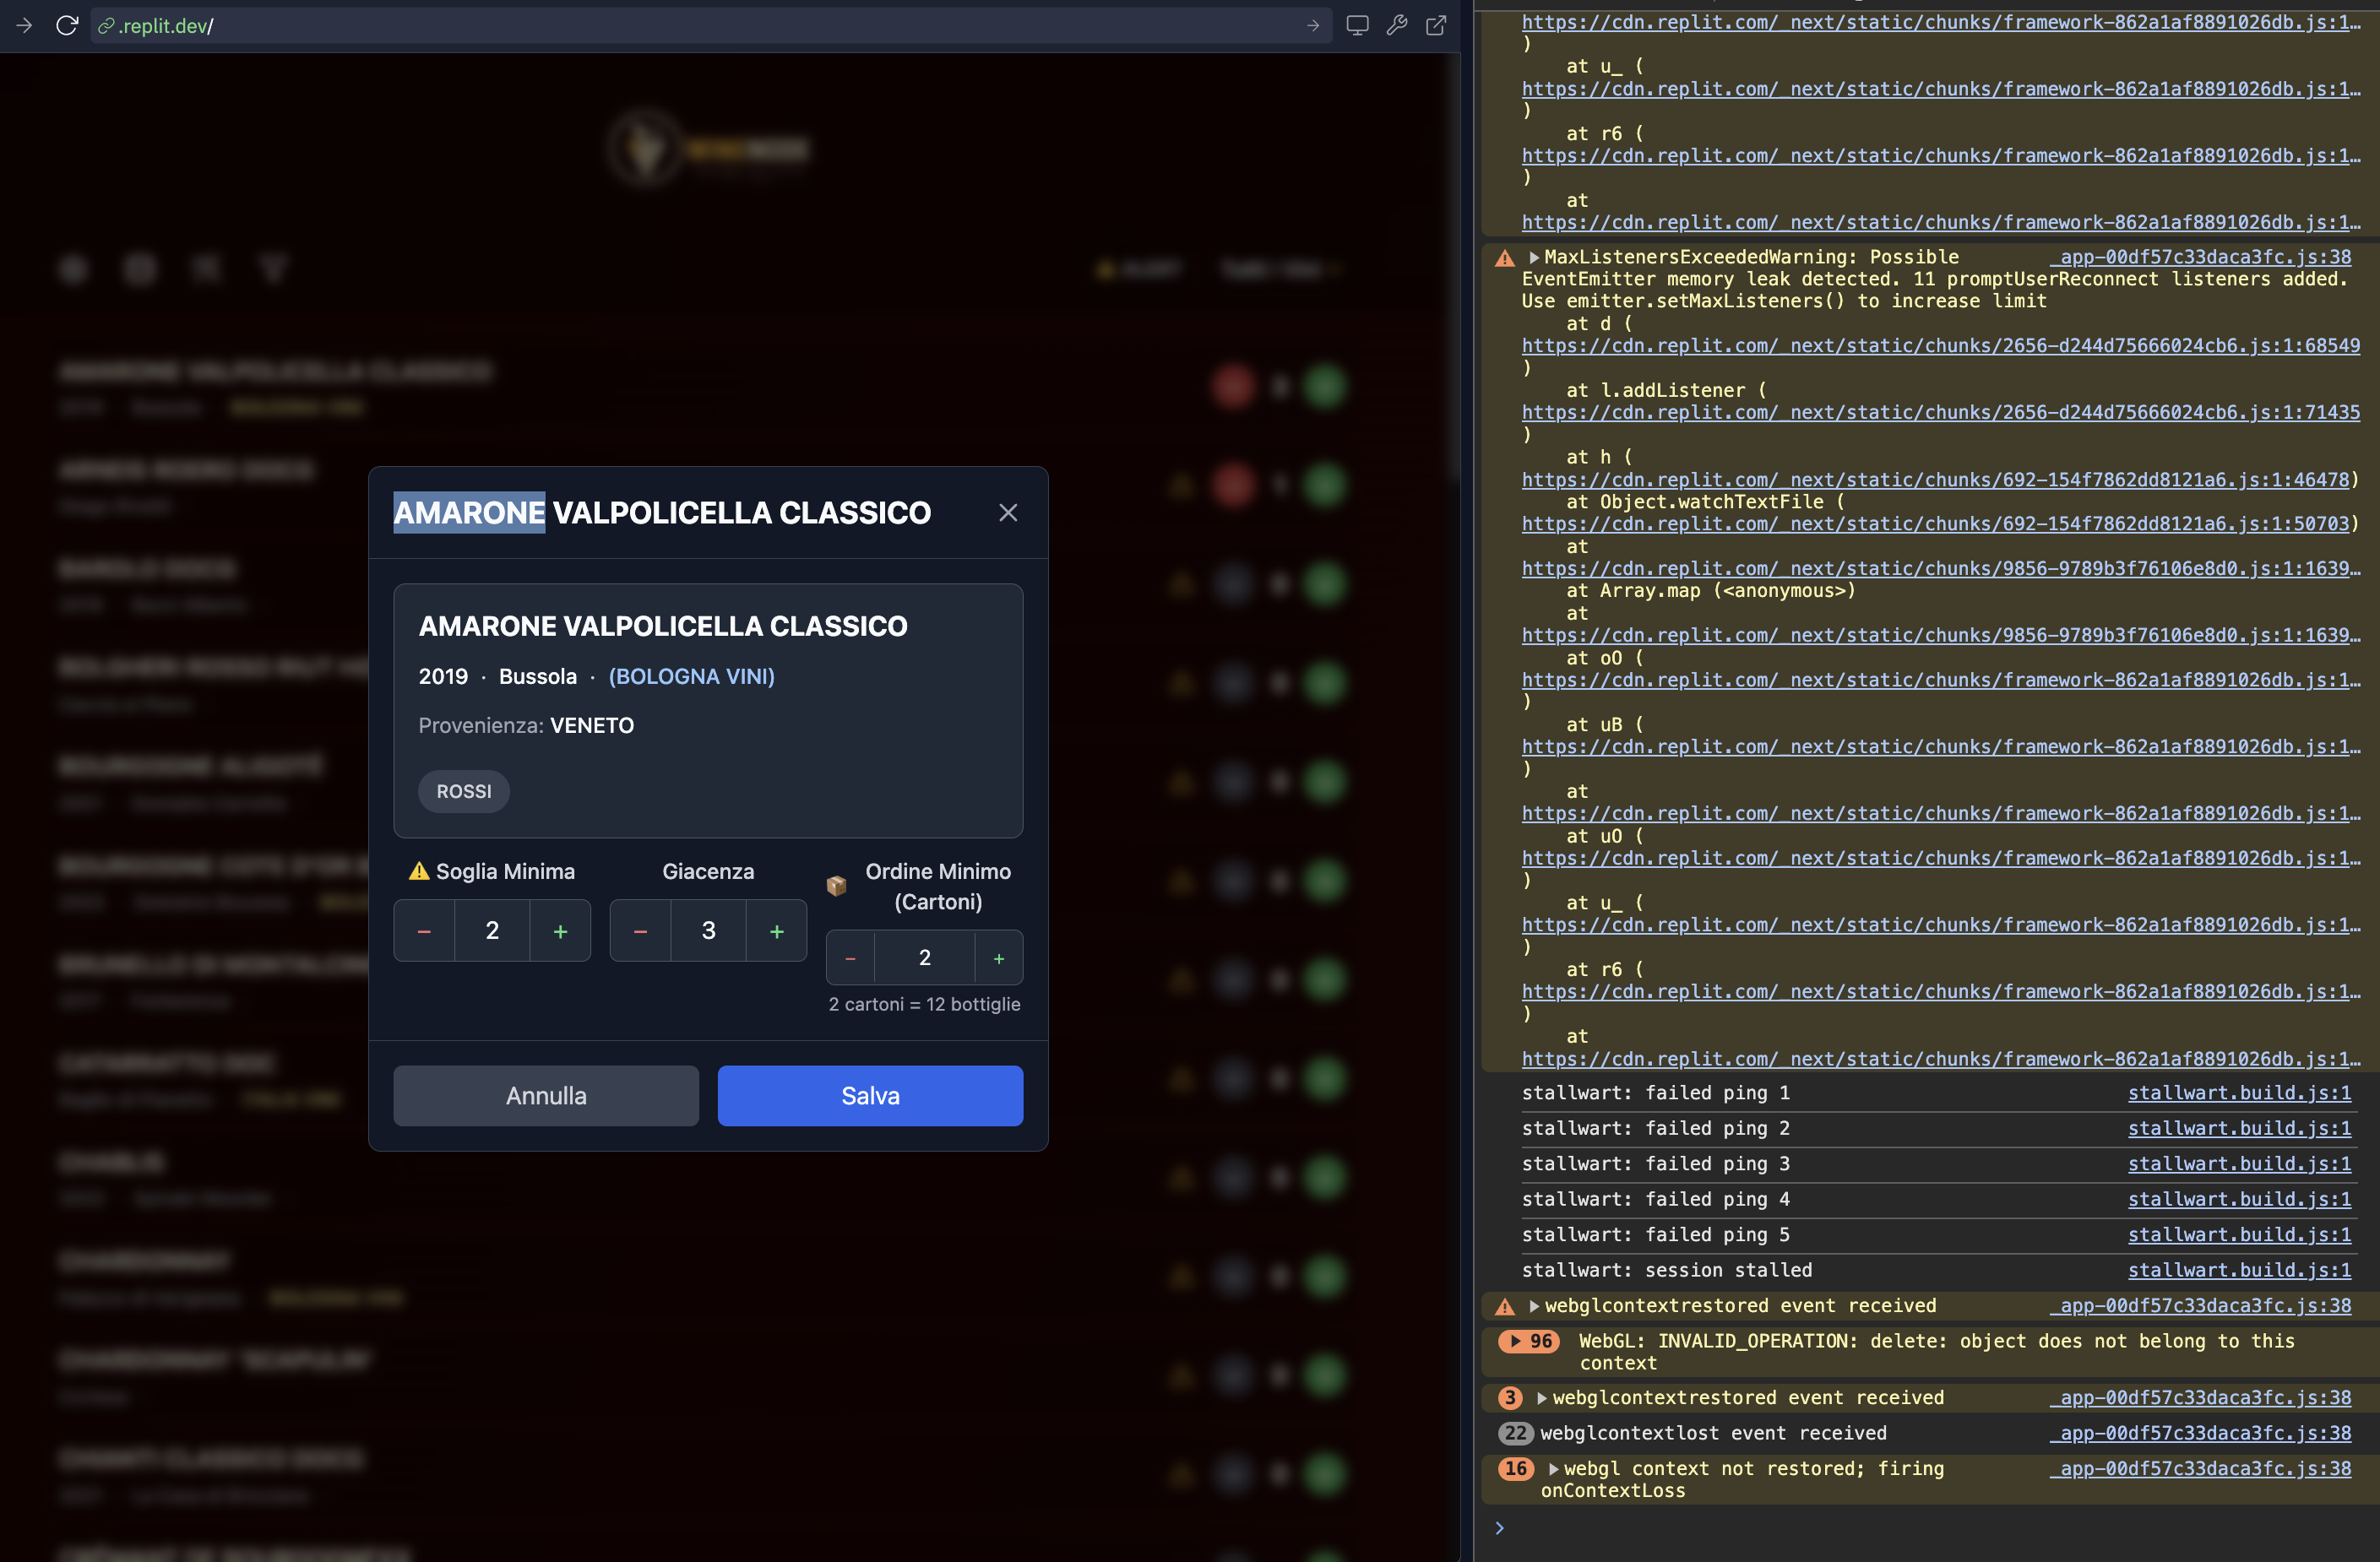 .replit.dev/
AMARONE VALPOLICELLA CLASSICO
AMARONE VALPOLICELLA CLASSICO
2019 · Bussola · (BOLOGNA VINI)
Provenienza: VENETO
ROSSI
⚠️ Soglia Minima
− 2 +
Giacenza
− 3 +
📦 Ordine Minimo
(Cartoni)
− 2 +
2 cartoni = 12 bottiglie
Annulla
Salva
AMARONE VALPOLICELLA CLASSICO
ARNEIS ROERO DOCG
BAROLO DOCG
CHABLIS
CHARDONNAY
CHIANTI CLASSICO DOCG
https://cdn.replit.com/_next/static/chunks/framework-862a1af8891026db.js:1…
)
at u_ (
https://cdn.replit.com/_next/static/chunks/framework-862a1af8891026db.js:1…
)
at r6 (
https://cdn.replit.com/_next/static/chunks/framework-862a1af8891026db.js:1…
)
at
https://cdn.replit.com/_next/static/chunks/framework-862a1af8891026db.js:1…
▶MaxListenersExceededWarning: Possible _app-00df57c33daca3fc.js:38
EventEmitter memory leak detected. 11 promptUserReconnect listeners added.
Use emitter.setMaxListeners() to increase limit
at d (
https://cdn.replit.com/_next/static/chunks/2656-d244d75666024cb6.js:1:68549
)
at l.addListener (
https://cdn.replit.com/_next/static/chunks/2656-d244d75666024cb6.js:1:71435
)
at h (
https://cdn.replit.com/_next/static/chunks/692-154f7862dd8121a6.js:1:46478)
at Object.watchTextFile (
https://cdn.replit.com/_next/static/chunks/692-154f7862dd8121a6.js:1:50703)
at
https://cdn.replit.com/_next/static/chunks/9856-9789b3f76106e8d0.js:1:1639…
at Array.map (<anonymous>)
at
https://cdn.replit.com/_next/static/chunks/9856-9789b3f76106e8d0.js:1:1639…
at oO (
https://cdn.replit.com/_next/static/chunks/framework-862a1af8891026db.js:1…
)
at uB (
https://cdn.replit.com/_next/static/chunks/framework-862a1af8891026db.js:1…
)
at
https://cdn.replit.com/_next/static/chunks/framework-862a1af8891026db.js:1…
at uO (
https://cdn.replit.com/_next/static/chunks/framework-862a1af8891026db.js:1…
)
at u_ (
https://cdn.replit.com/_next/static/chunks/framework-862a1af8891026db.js:1…
)
at r6 (
https://cdn.replit.com/_next/static/chunks/framework-862a1af8891026db.js:1…
)
at
https://cdn.replit.com/_next/static/chunks/framework-862a1af8891026db.js:1…
stallwart: failed ping 1 stallwart.build.js:1
stallwart: failed ping 2 stallwart.build.js:1
stallwart: failed ping 3 stallwart.build.js:1
stallwart: failed ping 4 stallwart.build.js:1
stallwart: failed ping 5 stallwart.build.js:1
stallwart: session stalled stallwart.build.js:1
▶webglcontextrestored event received _app-00df57c33daca3fc.js:38
▶ 96 WebGL: INVALID_OPERATION: delete: object does not belong to this
context
3 ▶webglcontextrestored event received _app-00df57c33daca3fc.js:38
22 webglcontextlost event received _app-00df57c33daca3fc.js:38
16 ▶webgl context not restored; firing _app-00df57c33daca3fc.js:38
onContextLoss